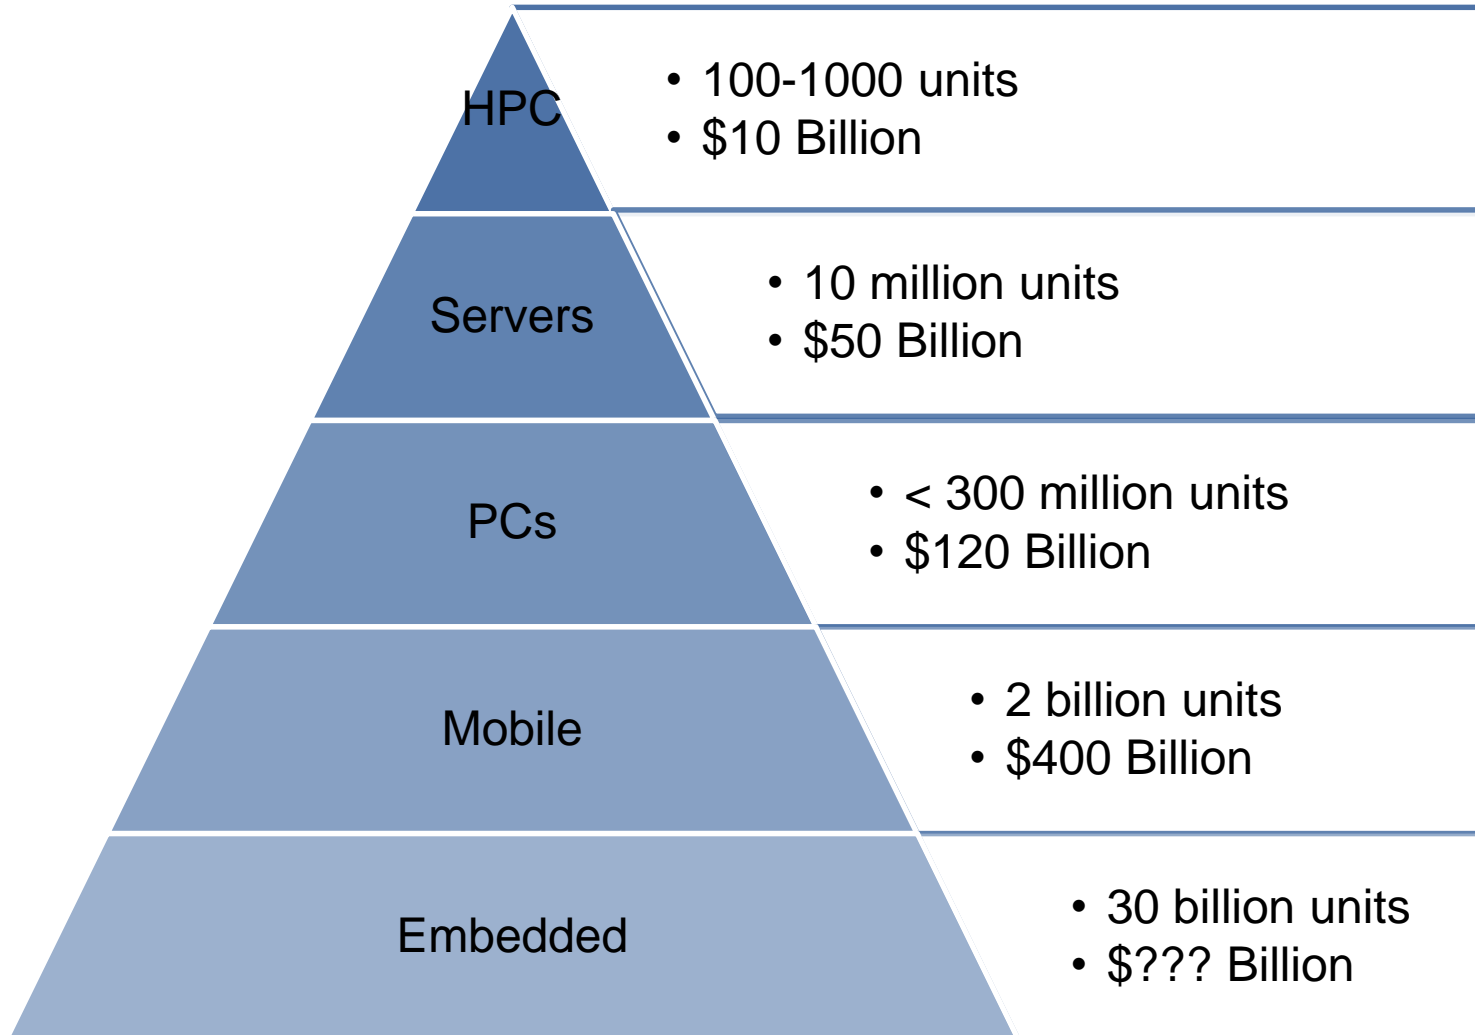 HPC
• 100-1000 units
• $10 Billion
Servers
• 10 million units
• $50 Billion
PCs
• < 300 million units
• $120 Billion
Mobile
• 2 billion units
• $400 Billion
Embedded
• 30 billion units
• $??? Billion